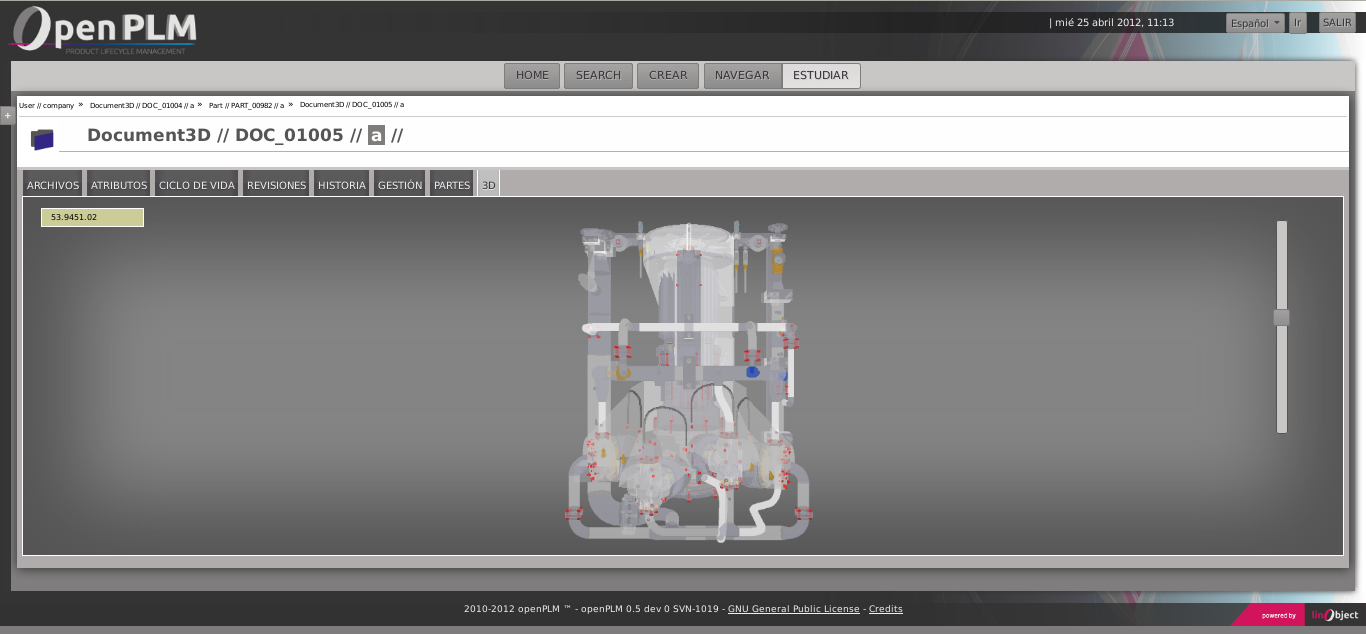 Open PLM
PRODUCT LIFECYCLE MANAGEMENT
| mié 25 abril 2012, 11:13
Español
Ir
SALIR
HOME
SEARCH
CREAR
NAVEGAR
ESTUDIAR
User // company » Document3D // DOC_01004 // a » Part // PART_00982 // a » Document3D // DOC_01005 // a
+
Document3D // DOC_01005 // a //
ARCHIVOS
ATRIBUTOS
CICLO DE VIDA
REVISIONES
HISTORIA
GESTIÓN
PARTES
3D
53.9451.02
2010-2012 openPLM ™ - openPLM 0.5 dev 0 SVN-1019 - GNU General Public License - Credits
powered by
linObject